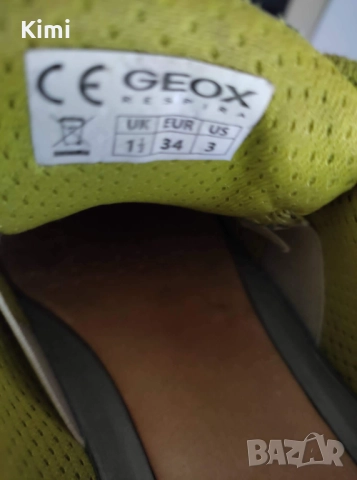 Kimi
CE GEOX
RESPIRA
UK EUR US
1½ 34 3
BAZAR